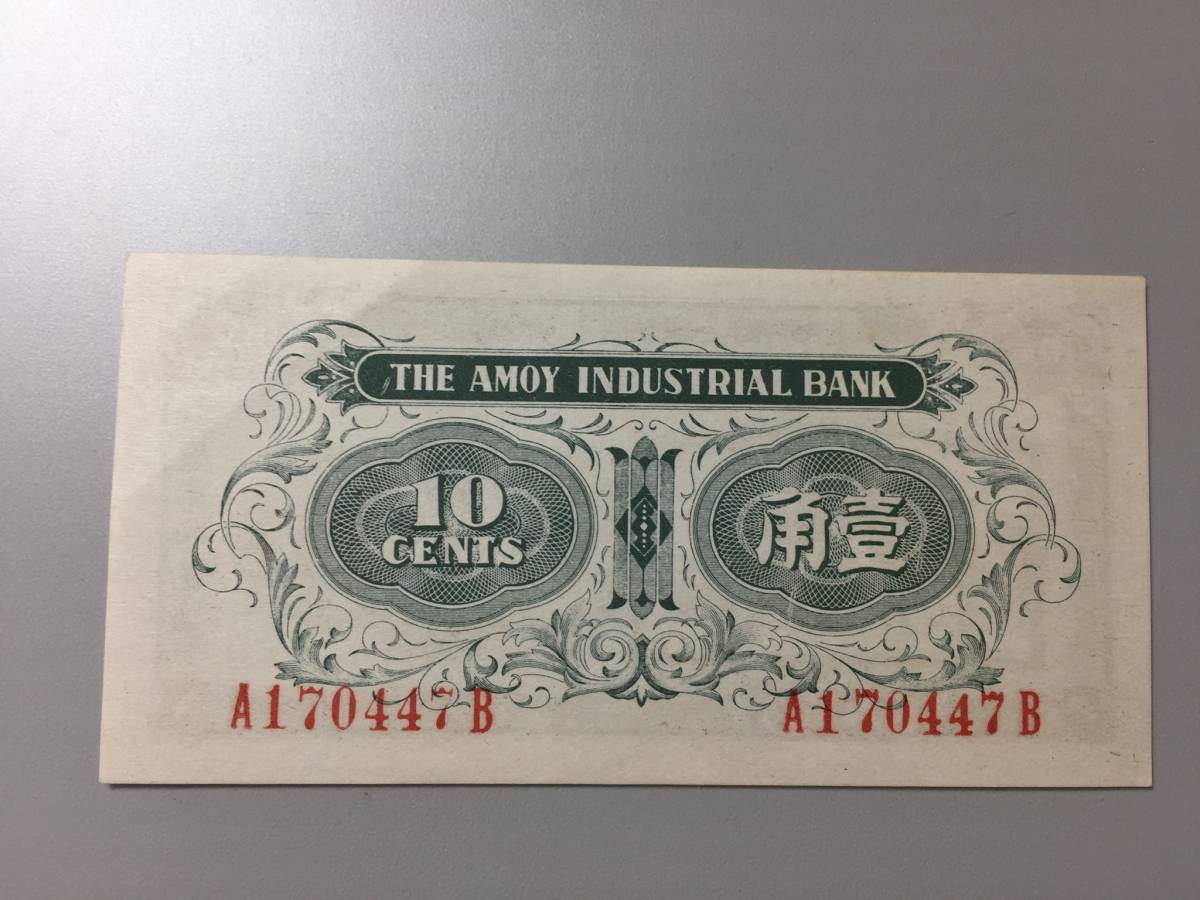 THE AMOY INDUSTRIAL BANK
10
CENTS
角壹
A170447B
A170447B